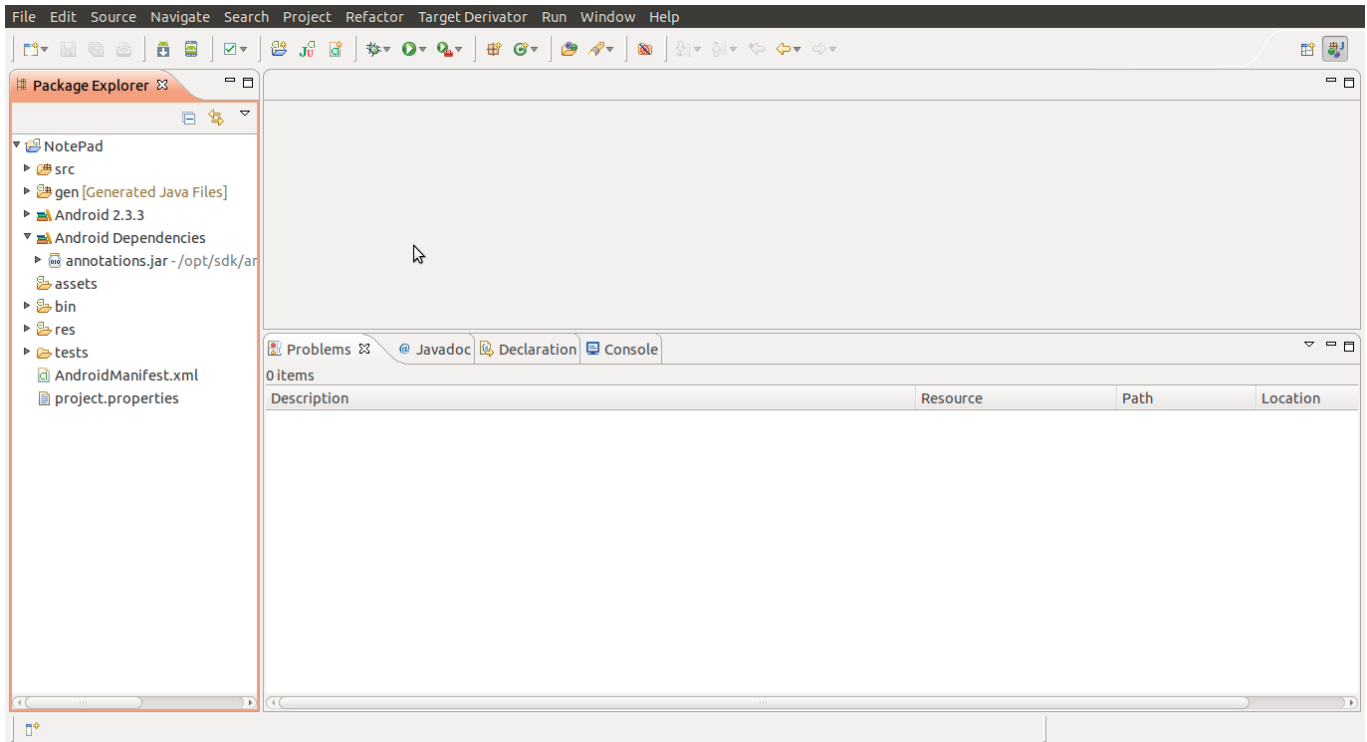 File Edit Source Navigate Search Project Refactor Target Derivator Run Window Help
Package Explorer
NotePad
src
gen [Generated Java Files]
Android 2.3.3
Android Dependencies
annotations.jar - /opt/sdk/ar
assets
bin
res
tests
AndroidManifest.xml
project.properties
Problems @ Javadoc Declaration Console
0 items
Description Resource Path Location